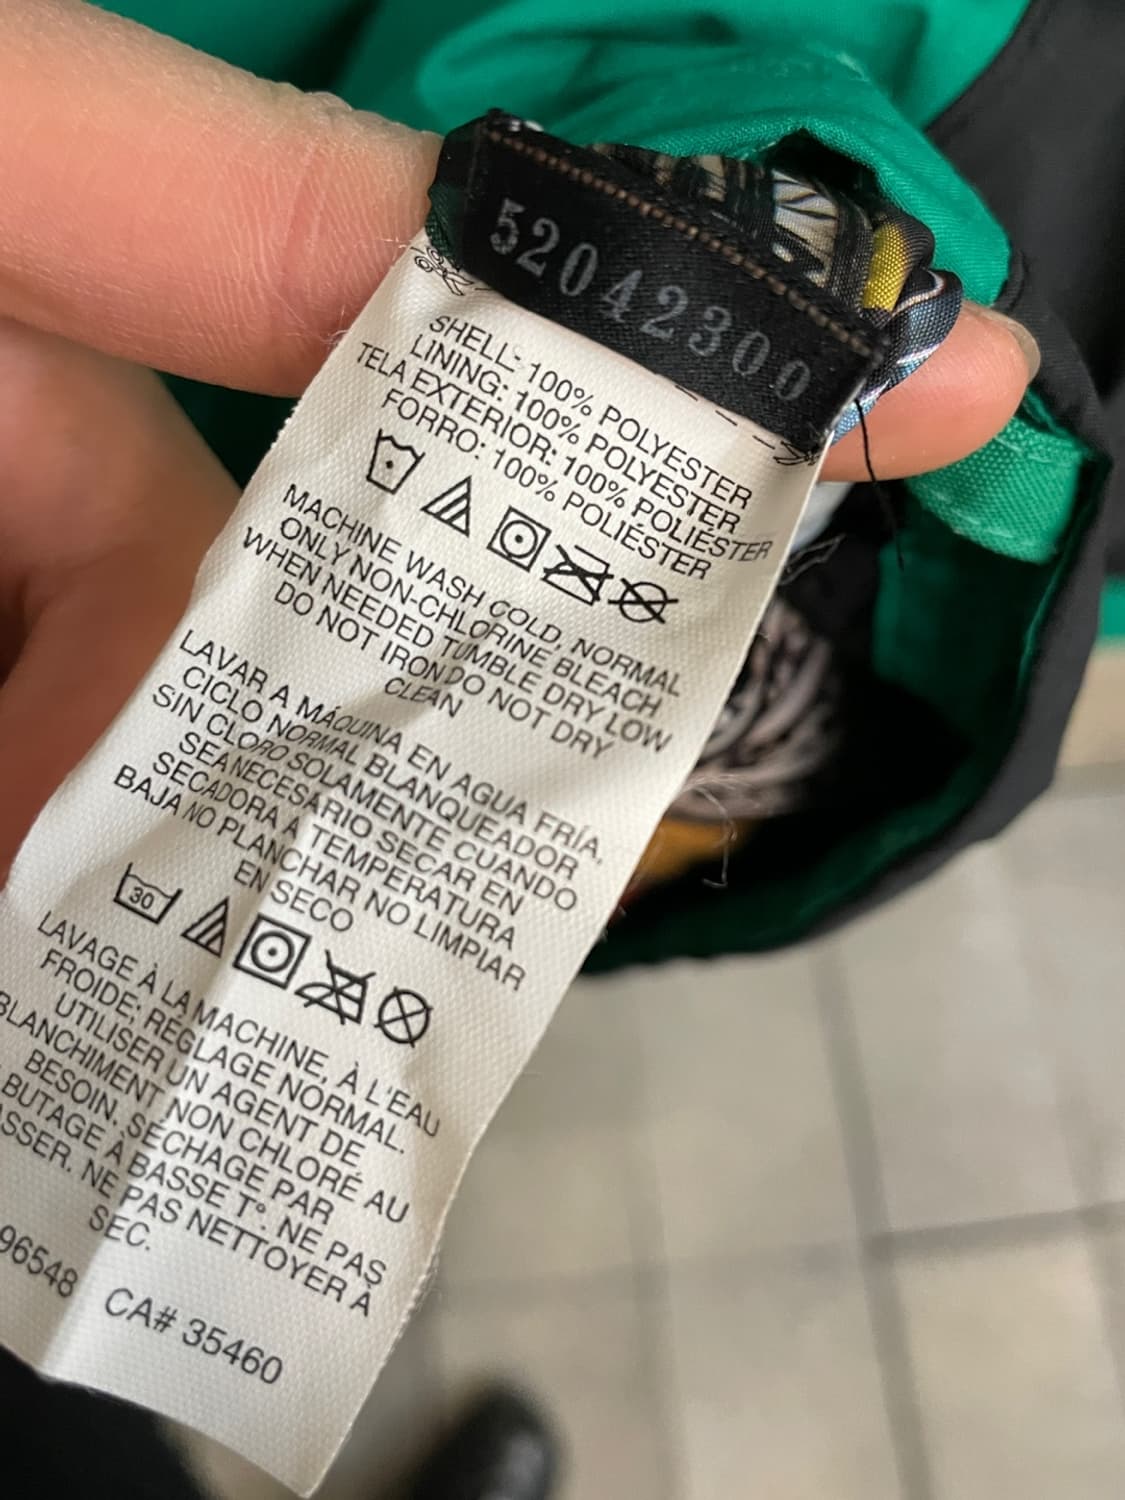 52042300
SHELL: 100% POLYESTER
LINING: 100% POLYESTER
TELA EXTERIOR: 100% POLIÉSTER
FORRO: 100% POLIÉSTER
MACHINE WASH COLD, NORMAL
ONLY NON-CHLORINE BLEACH
WHEN NEEDED TUMBLE DRY LOW
DO NOT IRON DO NOT DRY
CLEAN
LAVAR A MÁQUINA EN AGUA FRÍA,
CICLO NORMAL BLANQUEADOR
SIN CLORO SOLAMENTE CUANDO
SEA NECESARIO SECAR EN
SECADORA A TEMPERATURA
BAJA NO PLANCHAR NO LIMPIAR
EN SECO
30
LAVAGE À LA MACHINE, À L'EAU
FROIDE; RÉGLAGE NORMAL.
UTILISER UN AGENT DE
BLANCHIMENT NON CHLORÉ AU
BESOIN. SÉCHAGE PAR
BUTAGE À BASSE T°. NE PAS
ASSER. NE PAS NETTOYER À
SEC.
96548 CA# 35460